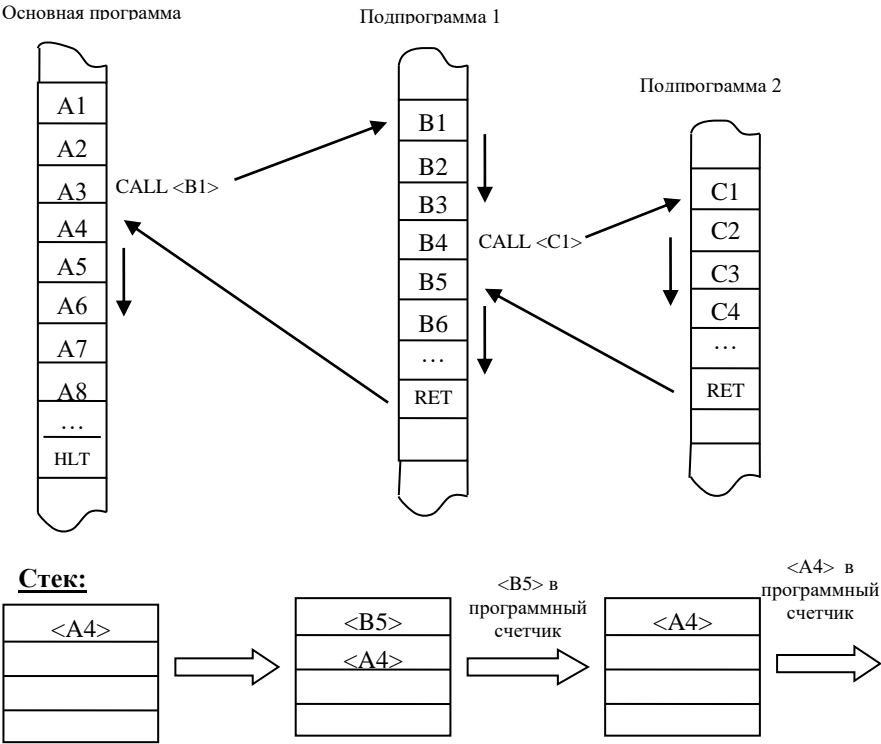 Основная программа
Подпрограмма 1
Подпрограмма 2
A1
A2
A3
CALL <B1>
A4
A5
A6
A7
A8
…
HLT
B1
B2
B3
B4
CALL <C1>
B5
B6
…
RET
C1
C2
C3
C4
…
RET
Стек:
<A4>
<B5>
<A4>
<B5> в
программный
счетчик
<A4>
<A4> в
программный
счетчик